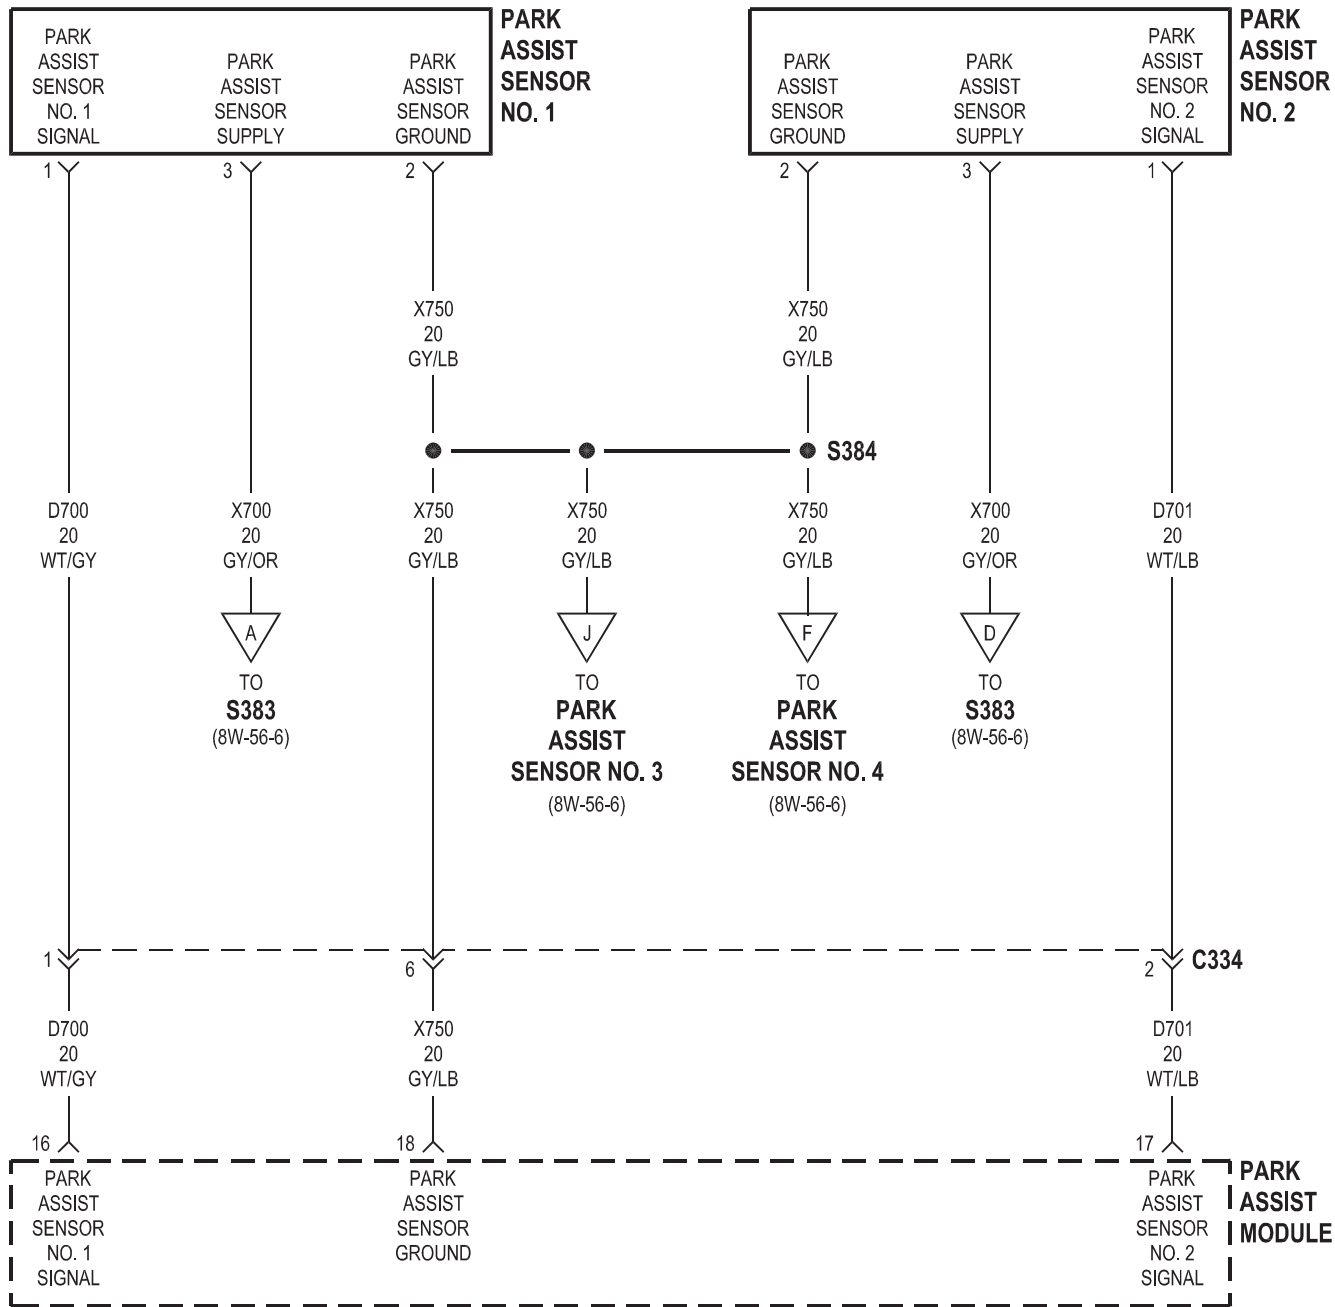 PARK
ASSIST
SENSOR
NO. 1
SIGNAL
PARK
ASSIST
SENSOR
SUPPLY
PARK
ASSIST
SENSOR
GROUND
PARK
ASSIST
SENSOR
NO. 1
PARK
ASSIST
SENSOR
GROUND
PARK
ASSIST
SENSOR
SUPPLY
PARK
ASSIST
SENSOR
NO. 2
SIGNAL
PARK
ASSIST
SENSOR
NO. 2
1
3
2
2
3
1
X750
20
GY/LB
X750
20
GY/LB
S384
D700
20
WT/GY
X700
20
GY/OR
X750
20
GY/LB
X750
20
GY/LB
X750
20
GY/LB
X700
20
GY/OR
D701
20
WT/LB
A
TO
S383
(8W-56-6)
J
TO
PARK
ASSIST
SENSOR NO. 3
(8W-56-6)
F
TO
PARK
ASSIST
SENSOR NO. 4
(8W-56-6)
D
TO
S383
(8W-56-6)
1
6
2
C334
D700
20
WT/GY
X750
20
GY/LB
D701
20
WT/LB
16
18
17
PARK
ASSIST
SENSOR
NO. 1
SIGNAL
PARK
ASSIST
SENSOR
GROUND
PARK
ASSIST
SENSOR
NO. 2
SIGNAL
PARK
ASSIST
MODULE